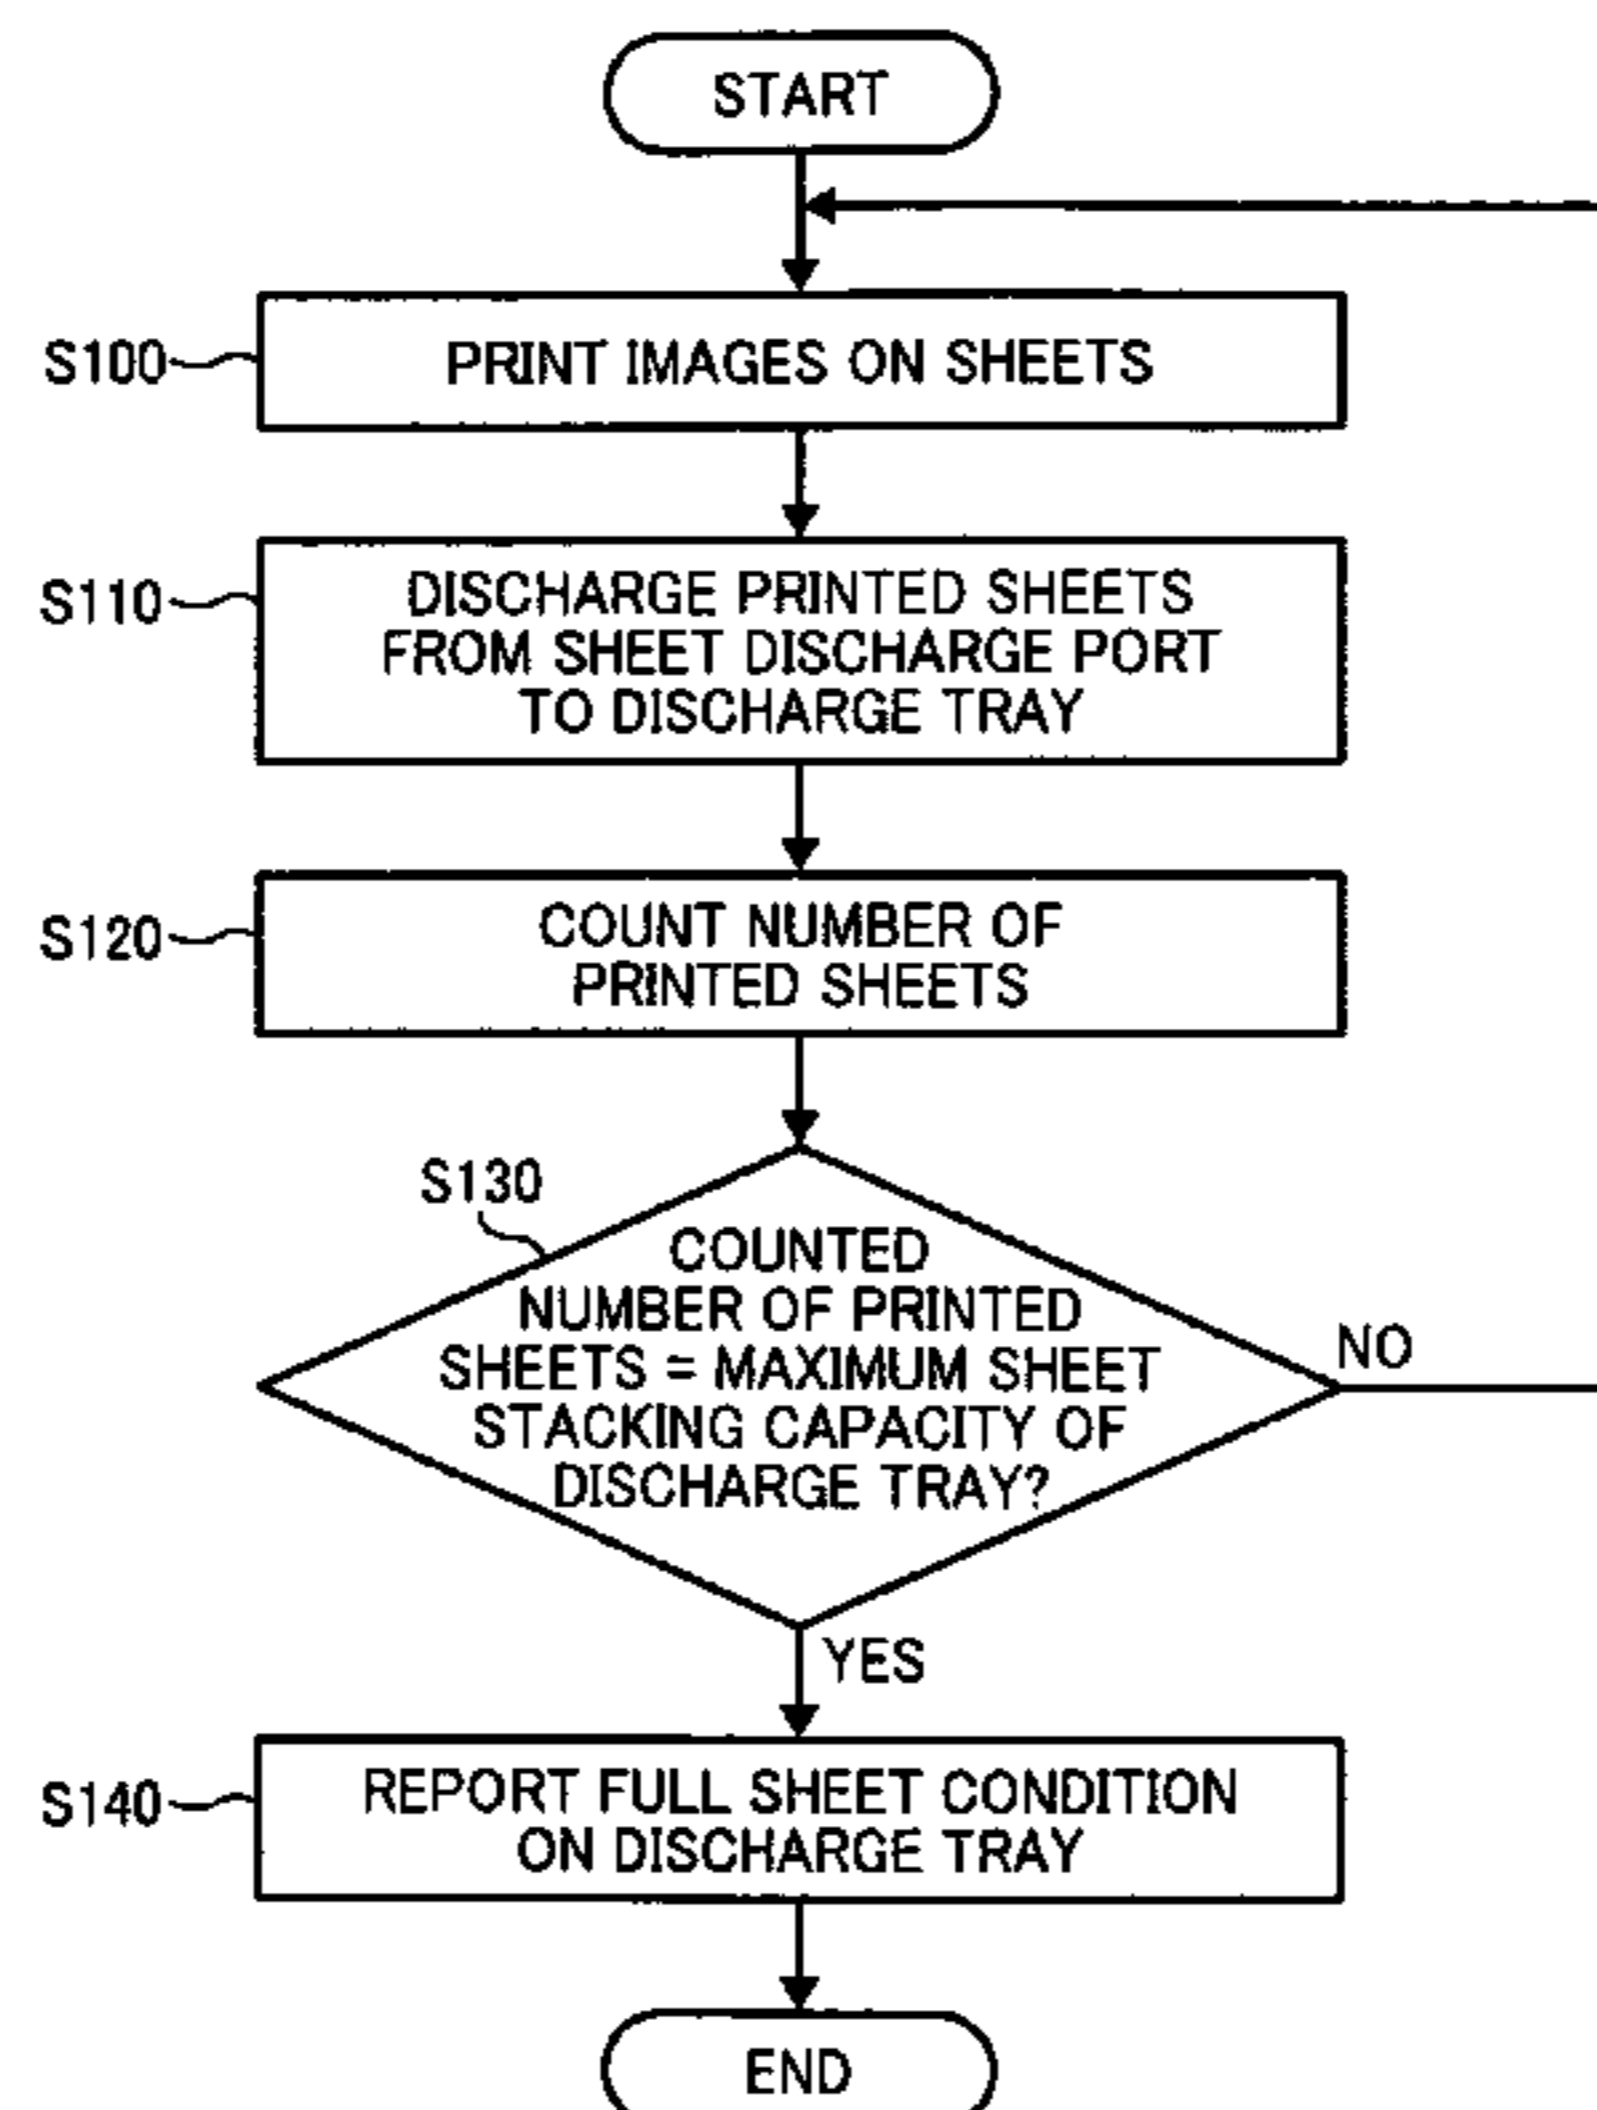 START
S100
PRINT IMAGES ON SHEETS
S110
DISCHARGE PRINTED SHEETS
FROM SHEET DISCHARGE PORT
TO DISCHARGE TRAY
S120
COUNT NUMBER OF
PRINTED SHEETS
S130
COUNTED
NUMBER OF PRINTED
SHEETS = MAXIMUM SHEET
STACKING CAPACITY OF
DISCHARGE TRAY?
NO
YES
S140
REPORT FULL SHEET CONDITION
ON DISCHARGE TRAY
END